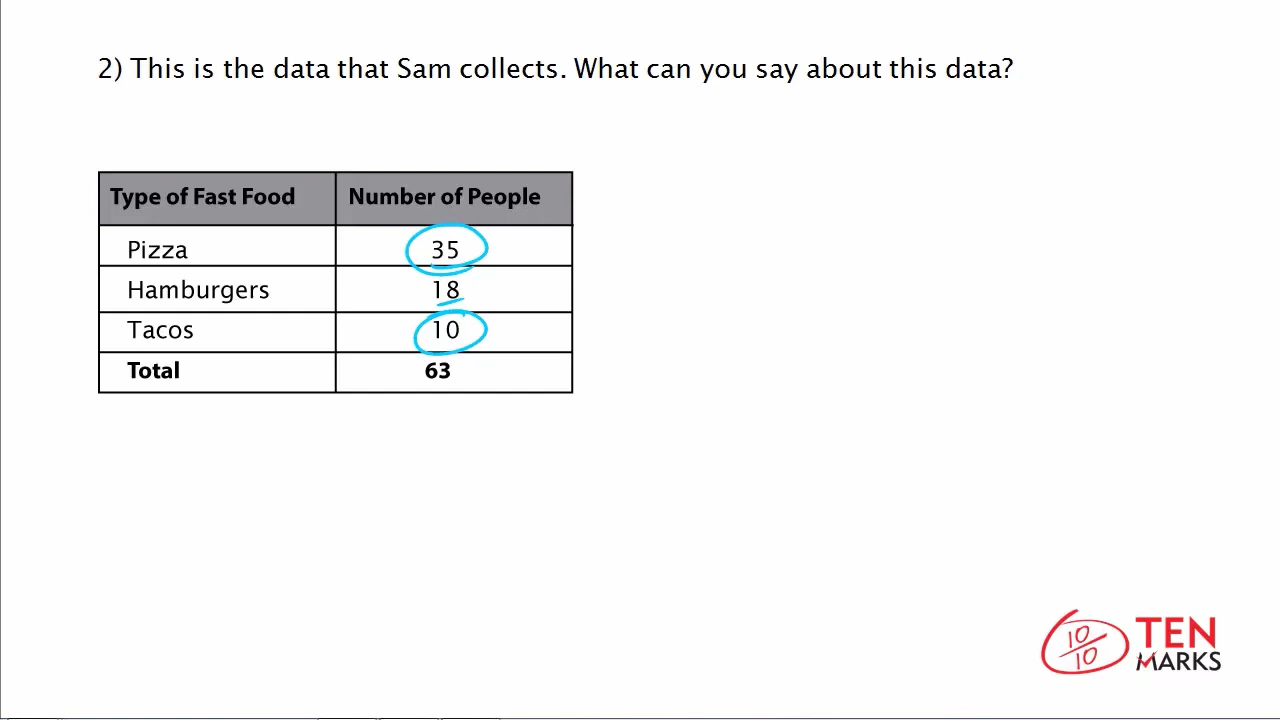 2) This is the data that Sam collects. What can you say about this data?
Type of Fast Food Number of People
Pizza 35
Hamburgers 18
Tacos 10
Total 63
10
10
TEN
MARKS